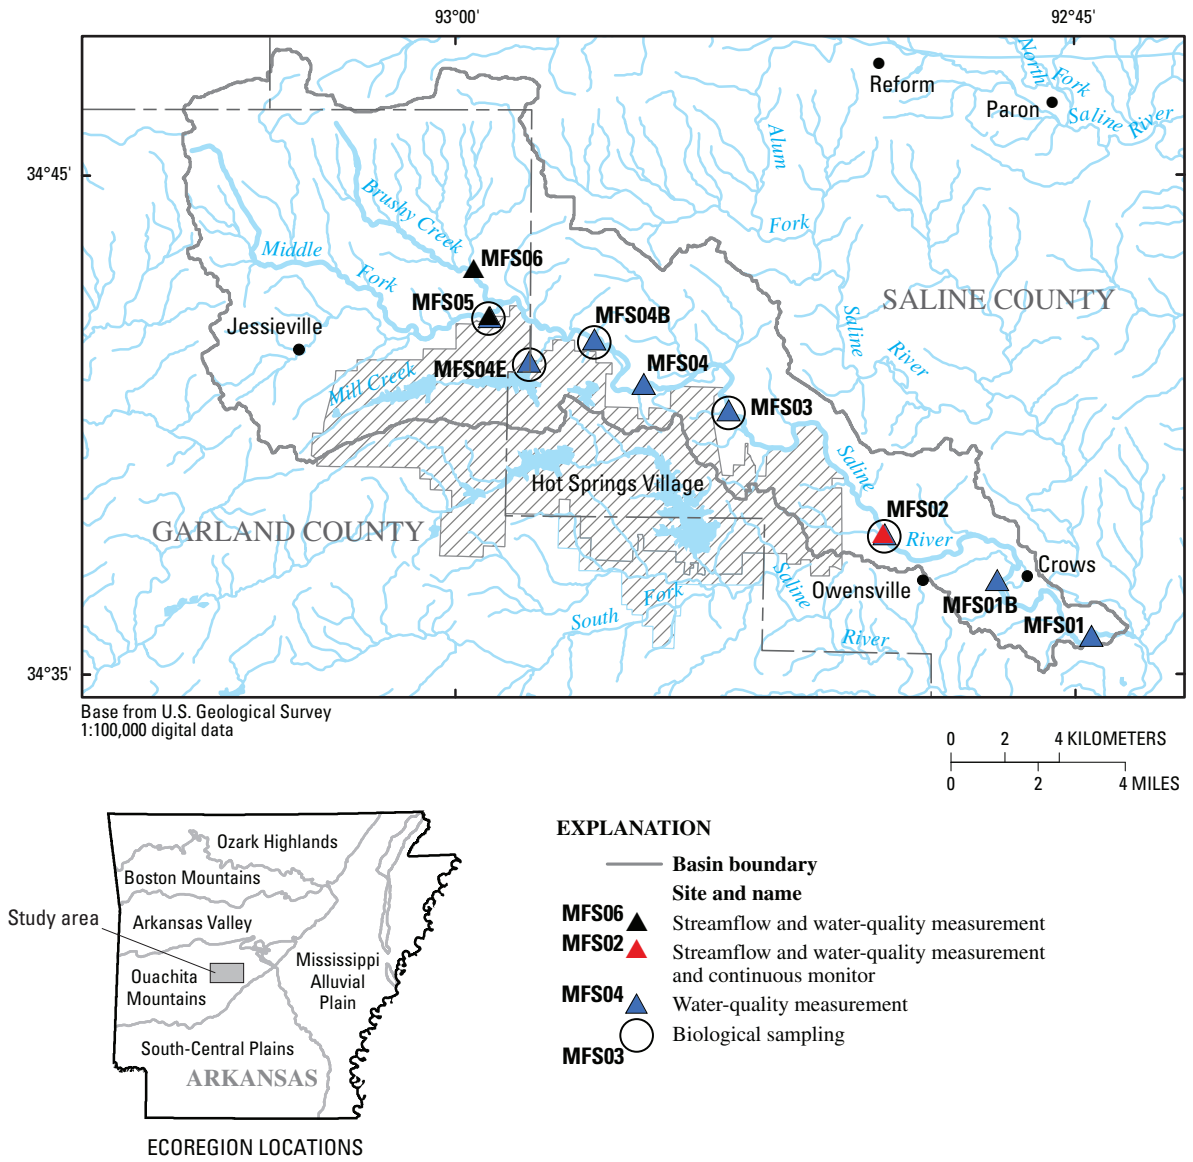 93°00'
92°45'
Reform
North
Fork
Paron
Saline
River
Alum
34°45'
Brushy Creek
Fork
Middle
MFS06
Fork
SALINE COUNTY
MFS05
MFS04B
Saline
Jessieville
River
MFS04
MFS04E
Mill Creek
MFS03
Saline
Hot Springs Village
MFS02
GARLAND COUNTY
River
Crows
Saline
Owensville
MFS01B
Fork
South
MFS01
River
34°35'
Base from U.S. Geological Survey
1:100,000 digital data
0 2 4 KILOMETERS
0 2 4 MILES
Ozark Highlands
Boston Mountains
Study area
Arkansas Valley
Mississippi
Alluvial
Plain
Ouachita
Mountains
South-Central Plains
ARKANSAS
ECOREGION LOCATIONS
EXPLANATION
Basin boundary
Site and name
MFS06 Streamflow and water-quality measurement
MFS02 Streamflow and water-quality measurement
and continuous monitor
MFS04 Water-quality measurement
Biological sampling
MFS03